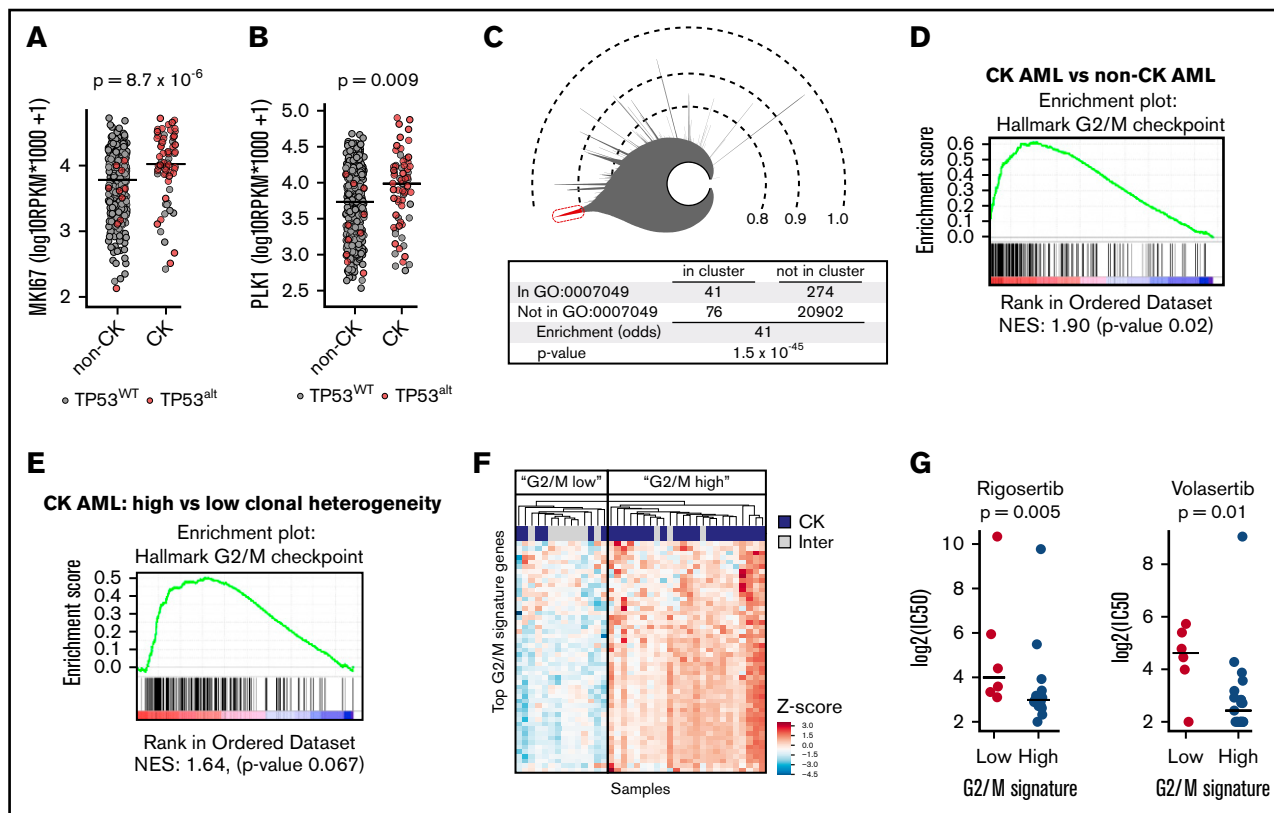 A
p = 8.7 x 10-6
MKI67 (log10RPKM*1000 +1)
4
3
2
non-CK
CK
TP53WT
TP53alt
B
p = 0.009
PLK1 (log10RPKM*1000 +1)
5.0
4.5
4.0
3.5
3.0
2.5
non-CK
CK
TP53WT
TP53alt
C
0.8
0.9
1.0
in cluster not in cluster
In GO:0007049 41 274
Not in GO:0007049 76 20902
Enrichment (odds) 41
p-value 1.5 x 10-45
D
CK AML vs non-CK AML
Enrichment plot:
Hallmark G2/M checkpoint
Enrichment score
0.6
0.5
0.4
0.3
0.1
0.0
Rank in Ordered Dataset
NES: 1.90 (p-value 0.02)
E
CK AML: high vs low clonal heterogeneity
Enrichment plot:
Hallmark G2/M checkpoint
Enrichment score
0.5
0.4
0.3
0.2
0.1
0.0
Rank in Ordered Dataset
NES: 1.64, (p-value 0.067)
F
"G2/M low"
"G2/M high"
CK
Inter
Top G2/M signature genes
Samples
Z-score
3.0
1.5
0.0
−1.5
−3.0
−4.5
G
Rigosertib
p = 0.005
log2(IC50)
10
8
6
4
2
Low
High
G2/M signature
Volasertib
p = 0.01
log2(IC50
8
6
4
2
Low
High
G2/M signature